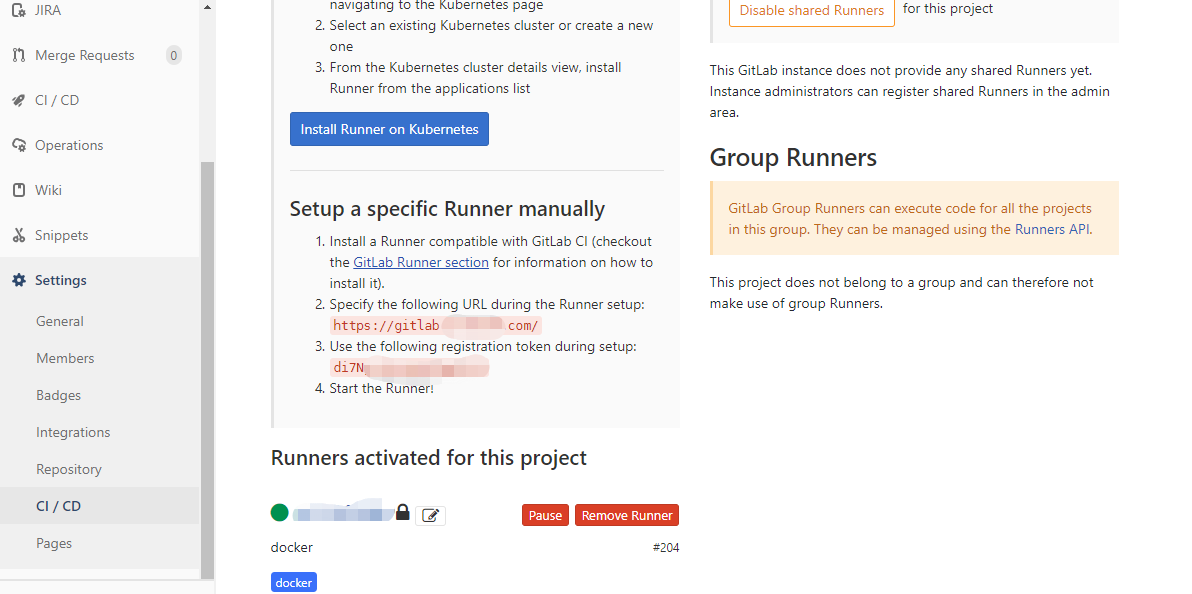 JIRA
Merge Requests
0
CI / CD
Operations
Wiki
Snippets
Settings
General
Members
Badges
Integrations
Repository
CI / CD
Pages
navigating to the Kubernetes page
2. Select an existing Kubernetes cluster or create a new
one
3. From the Kubernetes cluster details view, install
Runner from the applications list
Install Runner on Kubernetes
Setup a specific Runner manually
1. Install a Runner compatible with GitLab CI (checkout
the GitLab Runner section for information on how to
install it).
2. Specify the following URL during the Runner setup:
https://gitlab .com/
3. Use the following registration token during setup:
di7N
4. Start the Runner!
Runners activated for this project
Pause
Remove Runner
docker
#204
docker
Disable shared Runners for this project
This GitLab instance does not provide any shared Runners yet.
Instance administrators can register shared Runners in the admin
area.
Group Runners
GitLab Group Runners can execute code for all the projects
in this group. They can be managed using the Runners API.
This project does not belong to a group and can therefore not
make use of group Runners.